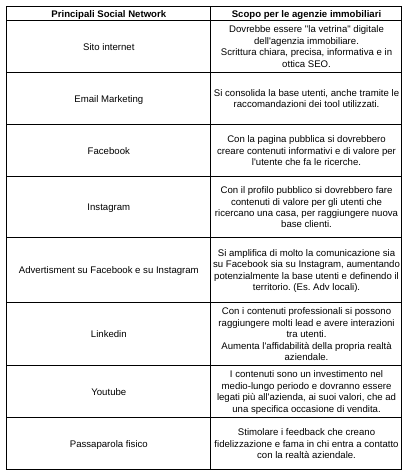 Principali Social Network
Scopo per le agenzie immobiliari
Sito internet
Dovrebbe essere "la vetrina" digitale
dell'agenzia immobiliare.
Scrittura chiara, precisa, informativa e in
ottica SEO.
Email Marketing
Si consolida la base utenti, anche tramite le
raccomandazioni dei tool utilizzati.
Facebook
Con la pagina pubblica si dovrebbero
creare contenuti informativi e di valore per
l'utente che fa le ricerche.
Instagram
Con il profilo pubblico si dovrebbero fare
contenuti di valore per gli utenti che
ricercano una casa, per raggiungere nuova
base clienti.
Advertisment su Facebook e su Instagram
Si amplifica di molto la comunicazione sia
su Facebook sia su Instagram, aumentando
potenzialmente la base utenti e definendo il
territorio. (Es. Adv locali).
Linkedin
Con i contenuti professionali si possono
raggiungere molti lead e avere interazioni
tra utenti.
Aumenta l'affidabilità della propria realtà
aziendale.
Youtube
I contenuti sono un investimento nel
medio-lungo periodo e dovranno essere
legati più all'azienda, ai suoi valori, che ad
una specifica occasione di vendita.
Passaparola fisico
Stimolare i feedback che creano
fidelizzazione e fama in chi entra a contatto
con la realtà aziendale.